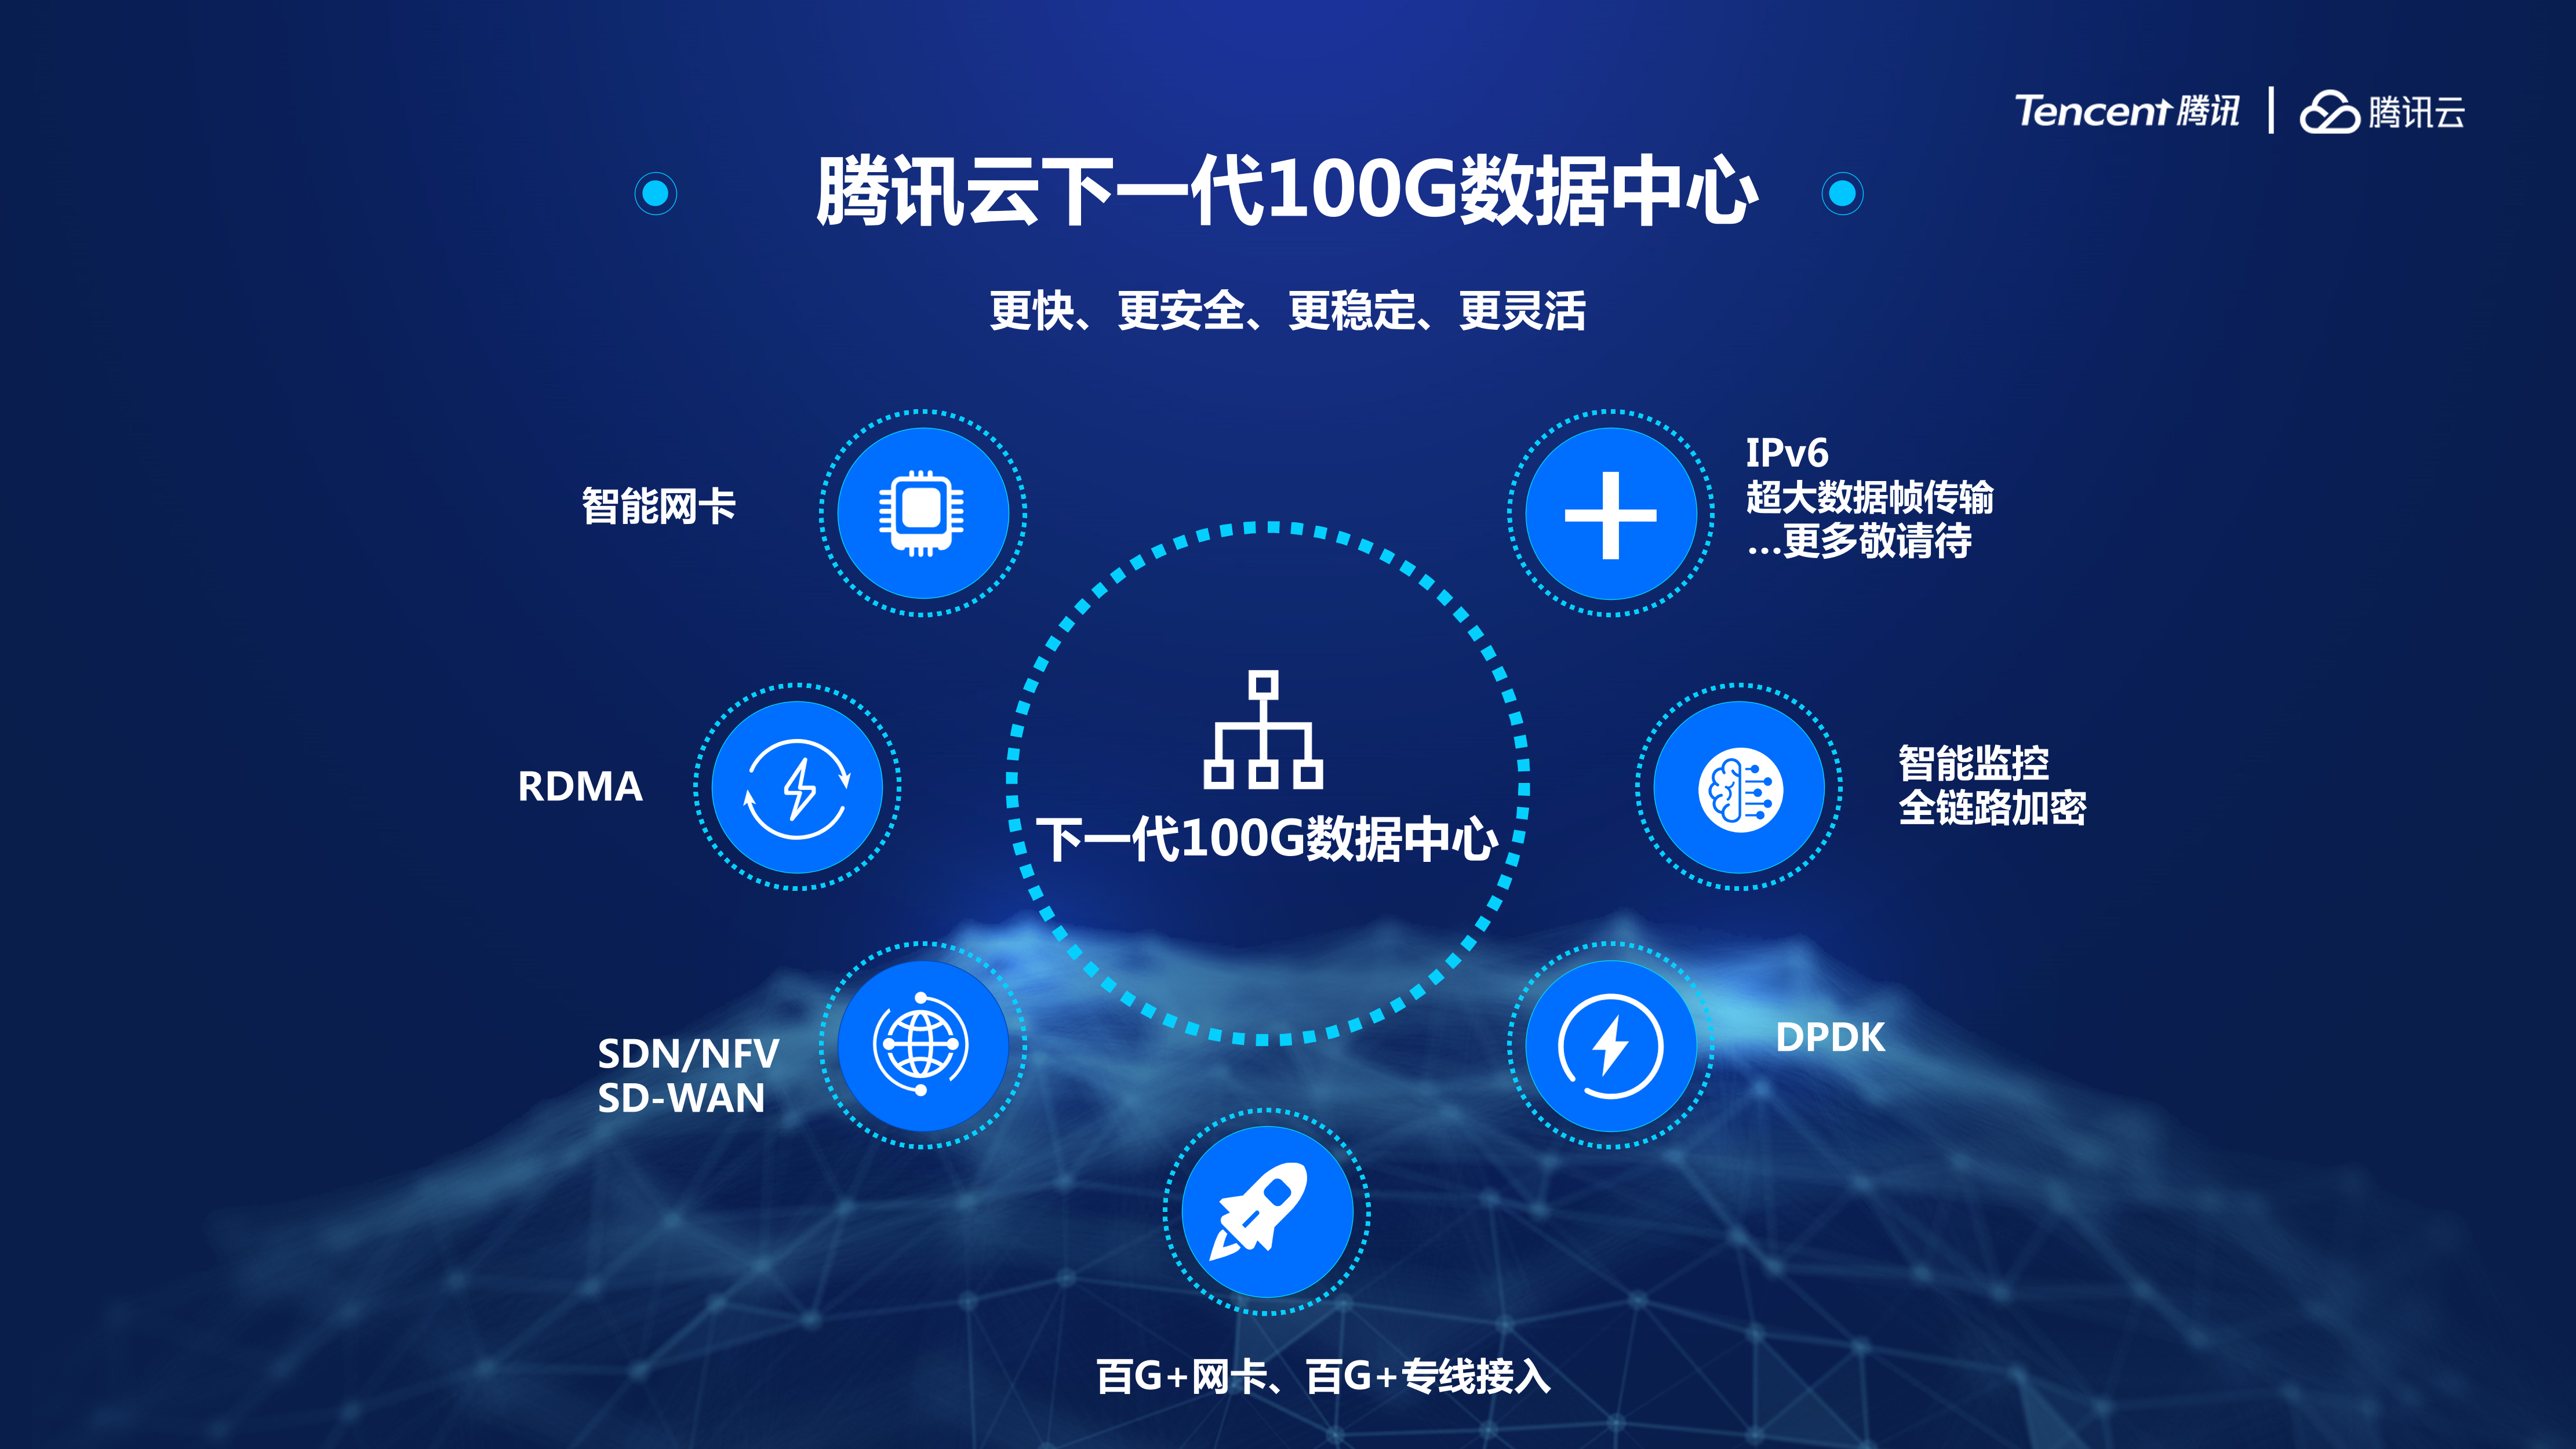 Tencent腾讯
腾讯云
腾讯云下一代100G数据中心
更快、更安全、更稳定、更灵活
智能网卡
IPv6
超大数据帧传输
...更多敬请待
RDMA
下一代100G数据中心
智能监控
全链路加密
SDN/NFV
SD-WAN
DPDK
百G+网卡、百G+专线接入